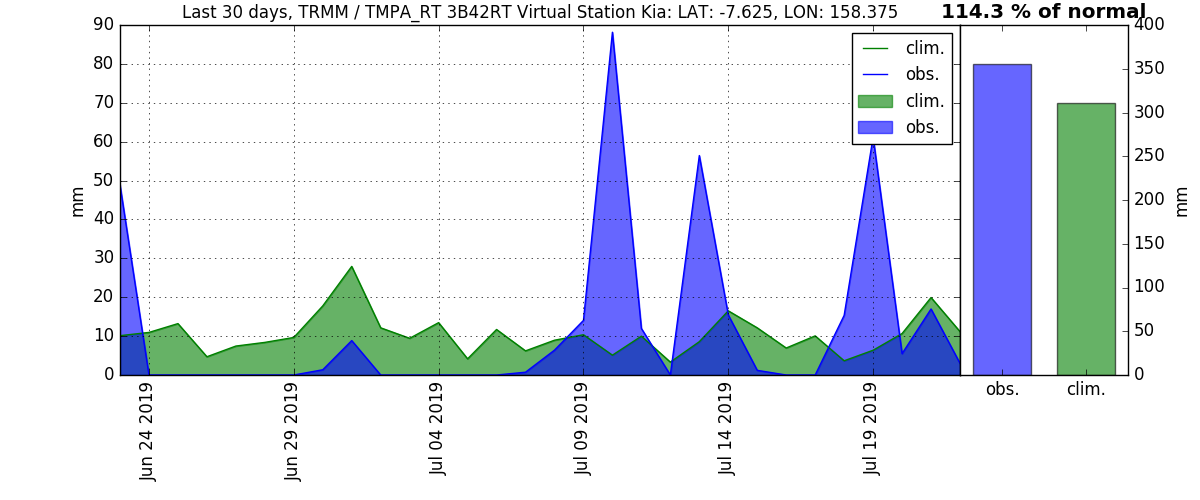 Last 30 days, TRMM / TMPA_RT 3B42RT Virtual Station Kia: LAT: -7.625, LON: 158.375
114.3 % of normal
90
80
70
60
50
40
30
20
10
0
mm
clim.
obs.
clim.
obs.
Jun 24 2019
Jun 29 2019
Jul 04 2019
Jul 09 2019
Jul 14 2019
Jul 19 2019
400
350
300
250
200
150
100
50
0
mm
obs.
clim.